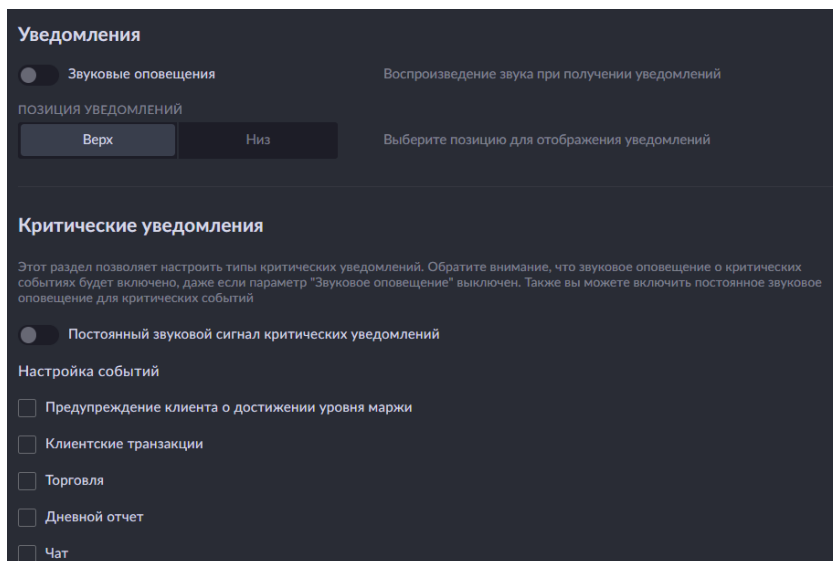 Уведомления
Звуковые оповещения
Воспроизведение звука при получении уведомлений
ПОЗИЦИЯ УВЕДОМЛЕНИЙ
Верх
Низ
Выберите позицию для отображения уведомлений
Критические уведомления
Этот раздел позволяет настроить типы критических уведомлений. Обратите внимание, что звуковое оповещение о критических
событиях будет включено, даже если параметр "Звуковое оповещение" выключен. Также вы можете включить постоянное звуковое
оповещение для критических событий
Постоянный звуковой сигнал критических уведомлений
Настройка событий
Предупреждение клиента о достижении уровня маржи
Клиентские транзакции
Торговля
Дневной отчет
Чат